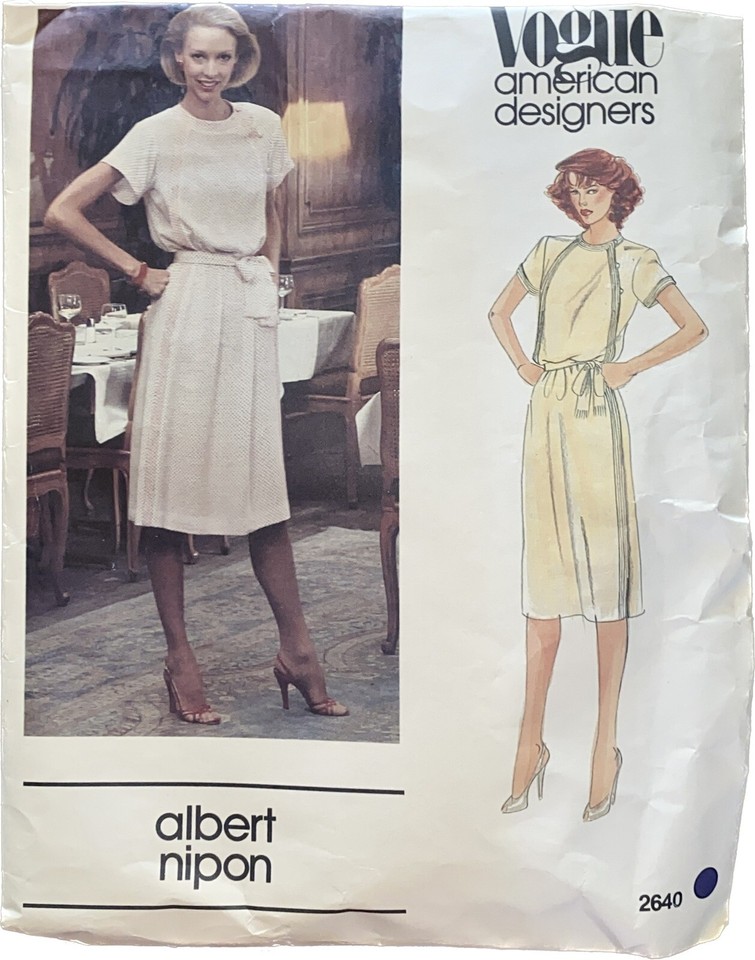 Vogue
american
designers
albert
nipon
2640